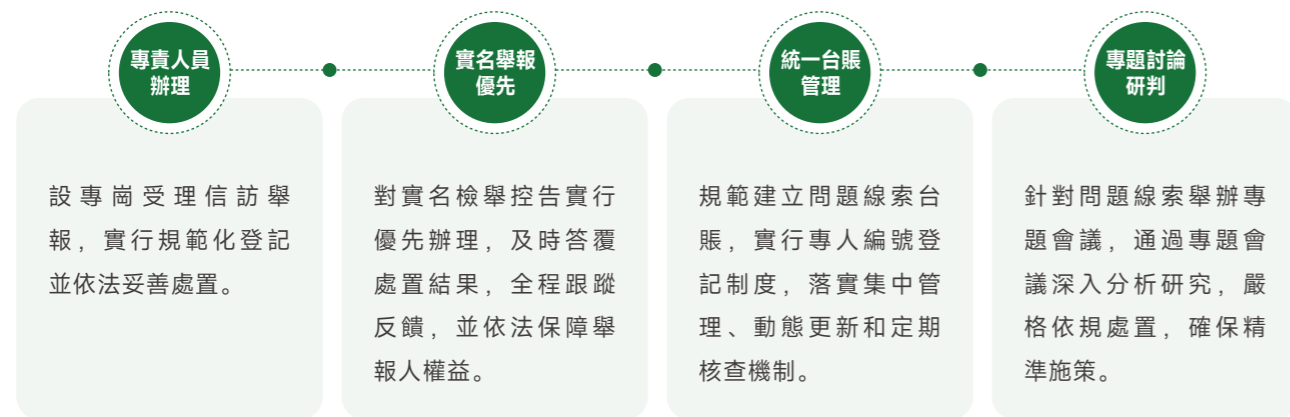 專責人員
辦理
設專崗受理信訪舉
報，實行規範化登記
並依法妥善處置。
實名舉報
優先
對實名檢舉控告實行
優先辦理，及時答覆
處置結果，全程跟蹤
反饋，並依法保障舉
報人權益。
統一台賬
管理
規範建立問題線索台
賬，實行專人編號登
記制度，落實集中管
理、動態更新和定期
核查機制。
專題討論
研判
針對問題線索舉辦專
題會議，通過專題會
議深入分析研究，嚴
格依規處置，確保精
準施策。